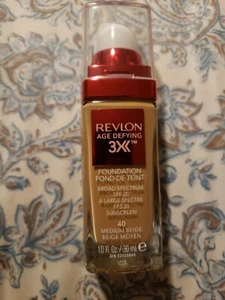 REVLON
AGE DEFYING
3X™
FOUNDATION
FOND DE TEINT
BROAD SPECTRUM
SPF 20
À LARGE SPECTRE
FPS 20
SUNSCREEN
40
MEDIUM BEIGE
BEIGE MOYEN
1.0 fl oz / 30 mL e